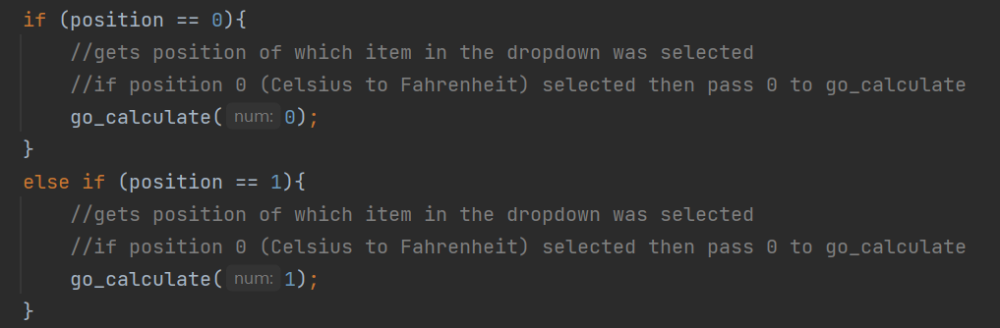 if (position == 0){
//gets position of which item in the dropdown was selected
//if position 0 (Celsius to Fahrenheit) selected then pass 0 to go_calculate
go_calculate( num: 0);
}
else if (position == 1){
//gets position of which item in the dropdown was selected
//if position 0 (Celsius to Fahrenheit) selected then pass 0 to go_calculate
go_calculate( num: 1);
}